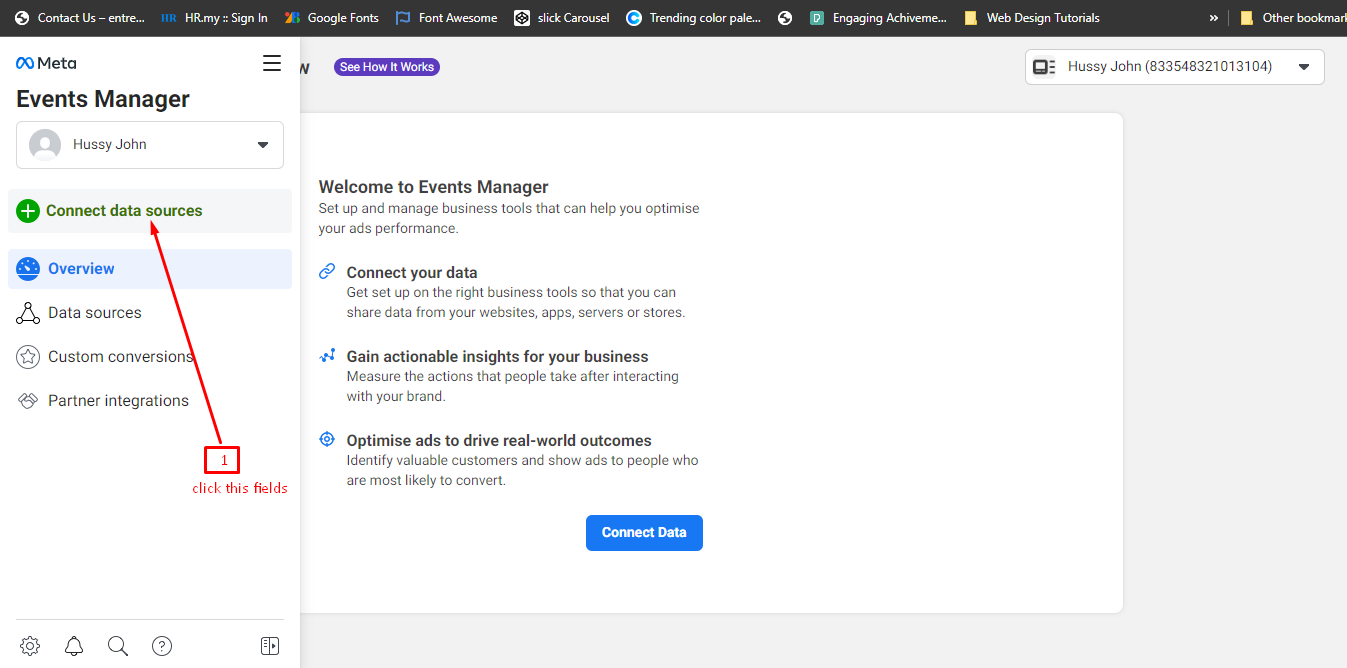 Contact Us – entre... HR HR.my :: Sign In Google Fonts Font Awesome slick Carousel Trending color pale... Engaging Achiveme... Web Design Tutorials » Other bookmark
Meta
Events Manager
Hussy John
Connect data sources
Overview
Data sources
Custom conversions
Partner integrations
1
click this fields
w See How It Works
Hussy John (833548321013104)
Welcome to Events Manager
Set up and manage business tools that can help you optimise
your ads performance.
Connect your data
Get set up on the right business tools so that you can
share data from your websites, apps, servers or stores.
Gain actionable insights for your business
Measure the actions that people take after interacting
with your brand.
Optimise ads to drive real-world outcomes
Identify valuable customers and show ads to people who
are most likely to convert.
Connect Data